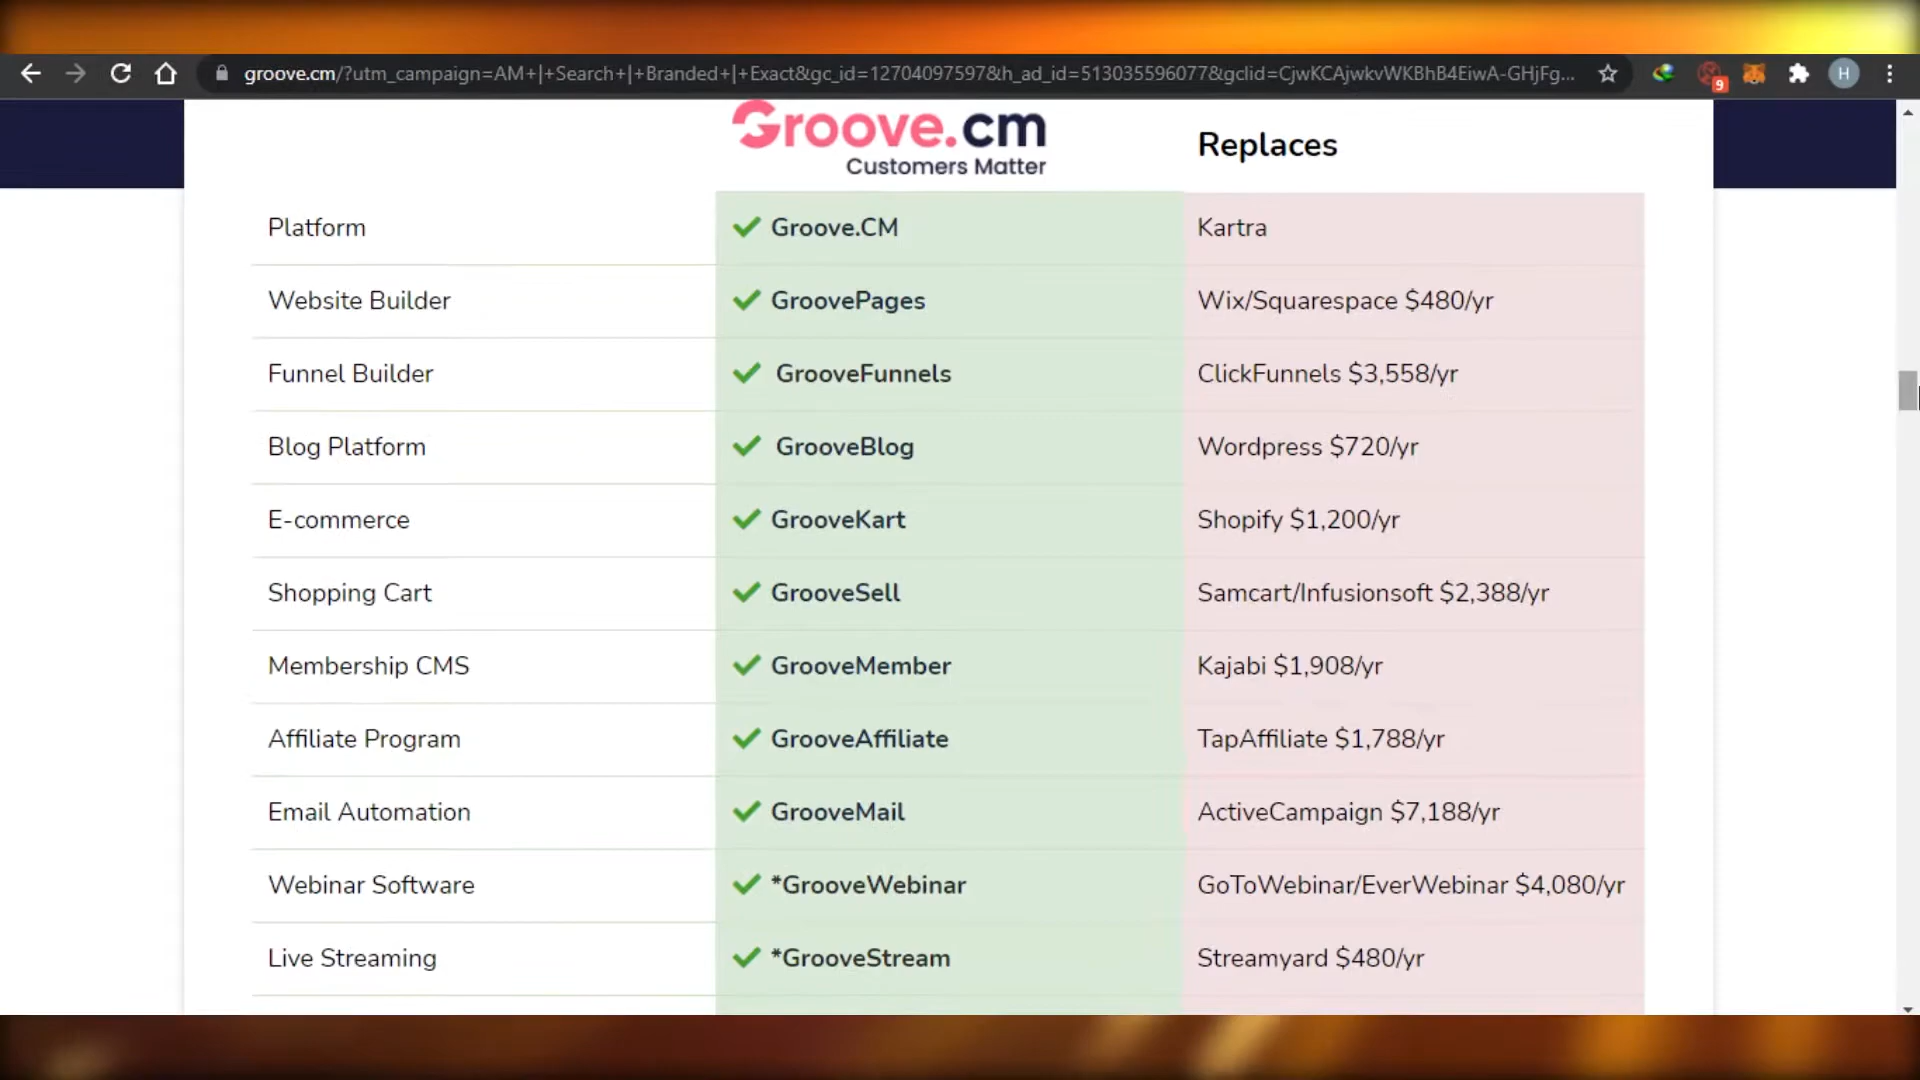 groove.cm/?utm_campaign=AM+|+Search+|+Branded+|+Exact&gc_id=12704097597&h_ad_id=513035596077&gclid=CjwKCAjwkvWKBhB4EiwA-GHjFg...
9
H
Groove.cm
Customers Matter
Replaces
Platform Groove.CM Kartra
Website Builder GroovePages Wix/Squarespace $480/yr
Funnel Builder GrooveFunnels ClickFunnels $3,558/yr
Blog Platform GrooveBlog Wordpress $720/yr
E-commerce GrooveKart Shopify $1,200/yr
Shopping Cart GrooveSell Samcart/Infusionsoft $2,388/yr
Membership CMS GrooveMember Kajabi $1,908/yr
Affiliate Program GrooveAffiliate TapAffiliate $1,788/yr
Email Automation GrooveMail ActiveCampaign $7,188/yr
Webinar Software *GrooveWebinar GoToWebinar/EverWebinar $4,080/yr
Live Streaming *GrooveStream Streamyard $480/yr